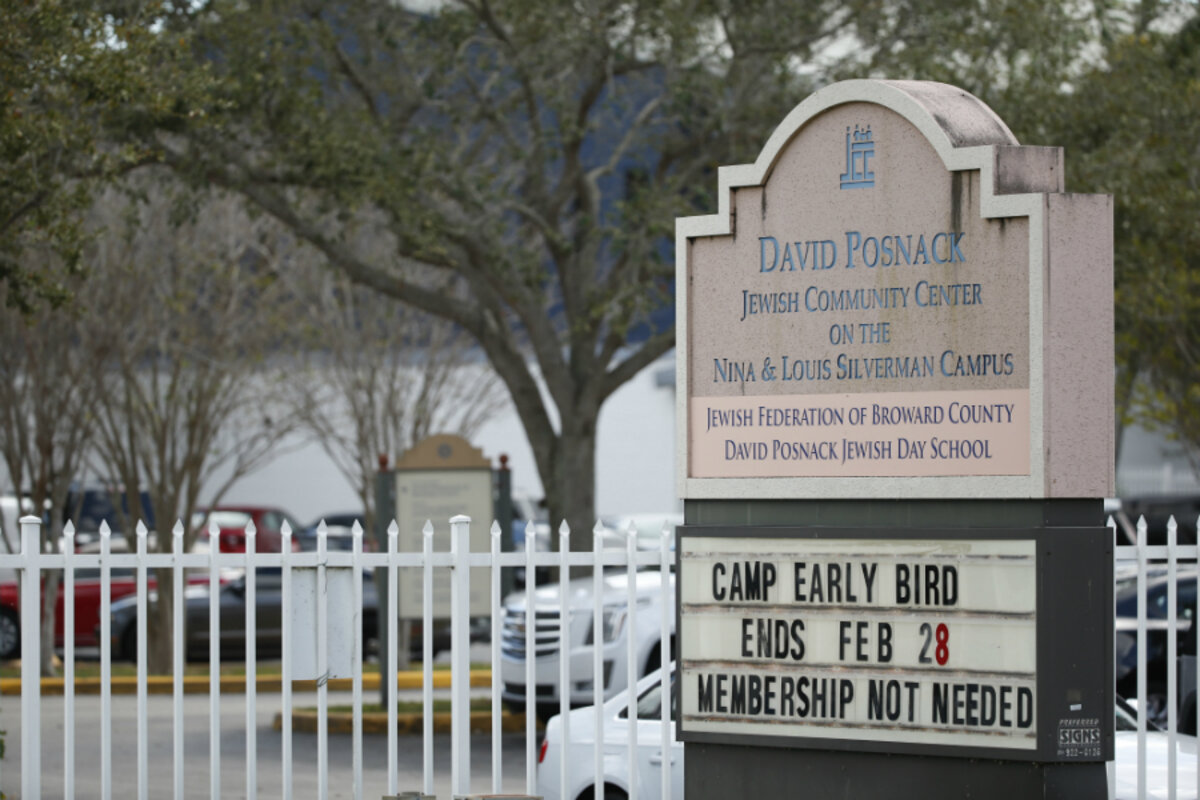 DAVID POSNACK
JEWISH COMMUNITY CENTER
ON THE
NINA & LOUIS SILVERMAN CAMPUS
JEWISH FEDERATION OF BROWARD COUNTY
DAVID POSNACK JEWISH DAY SCHOOL
CAMP EARLY BIRD
ENDS FEB 28
MEMBERSHIP NOT NEEDED
PREFERRED
SIGNS